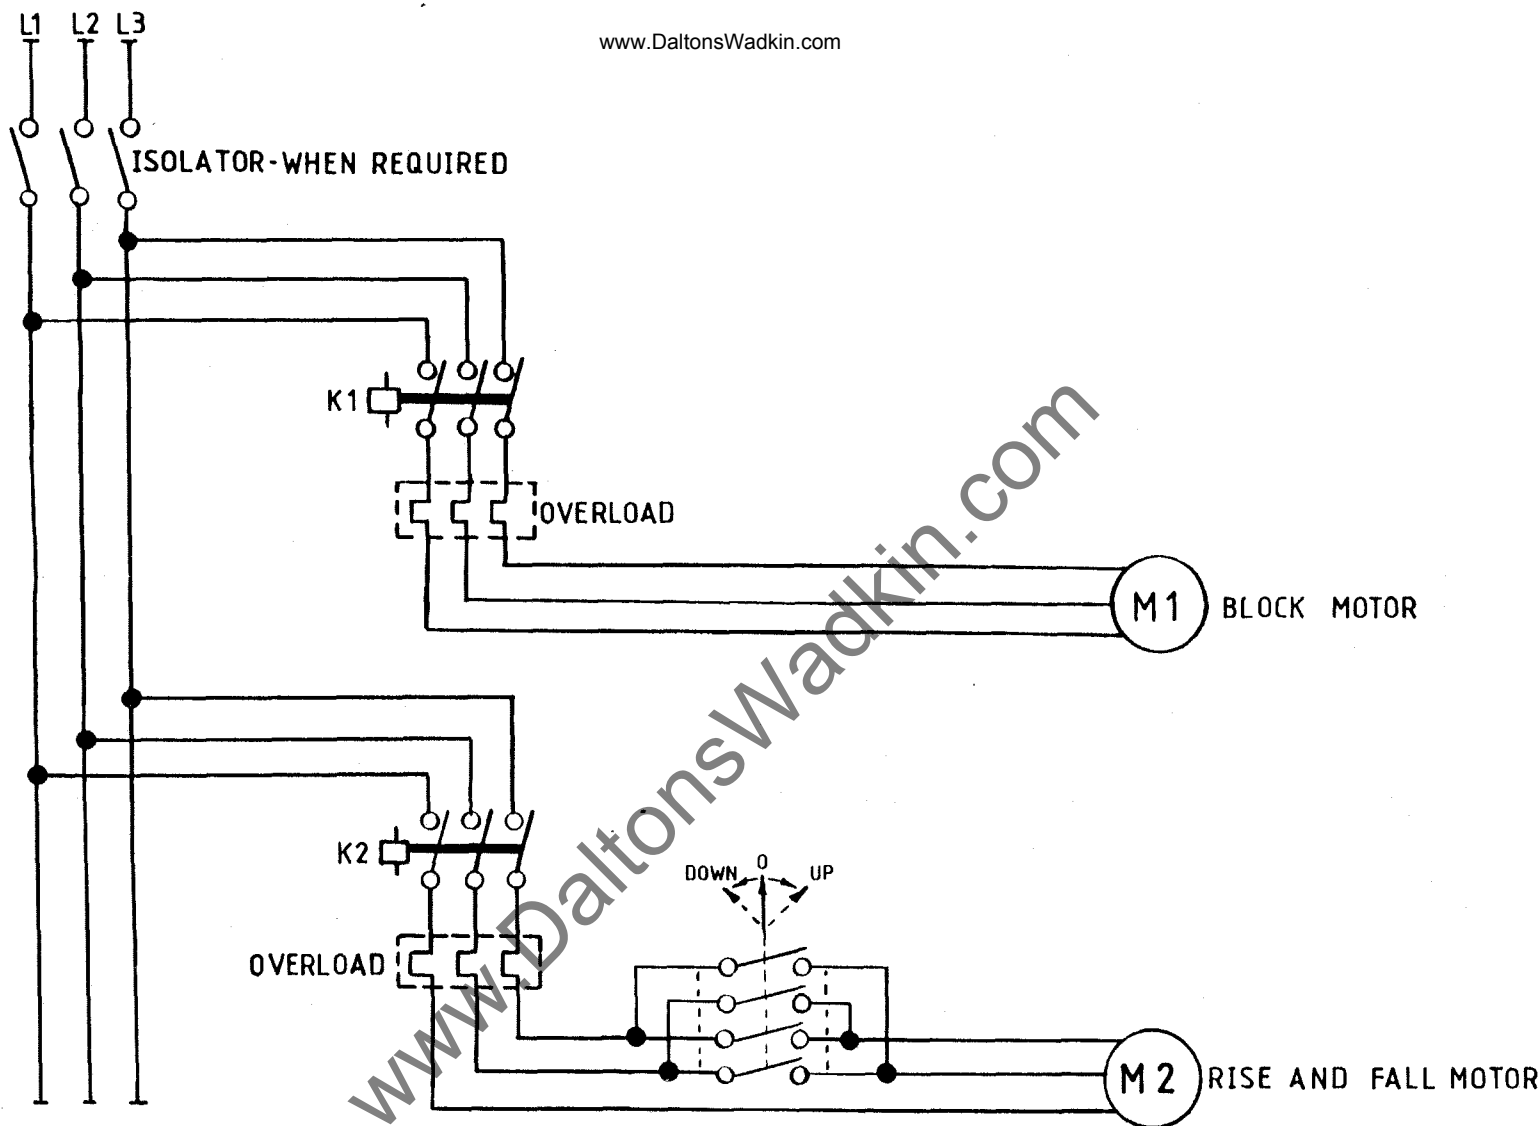 L1 L2 L3
www.DaltonsWadkin.com
ISOLATOR-WHEN REQUIRED
K1
OVERLOAD
M1 BLOCK MOTOR
K2
DOWN 0 UP
OVERLOAD
M2 RISE AND FALL MOTOR
www.DaltonsWadkin.com